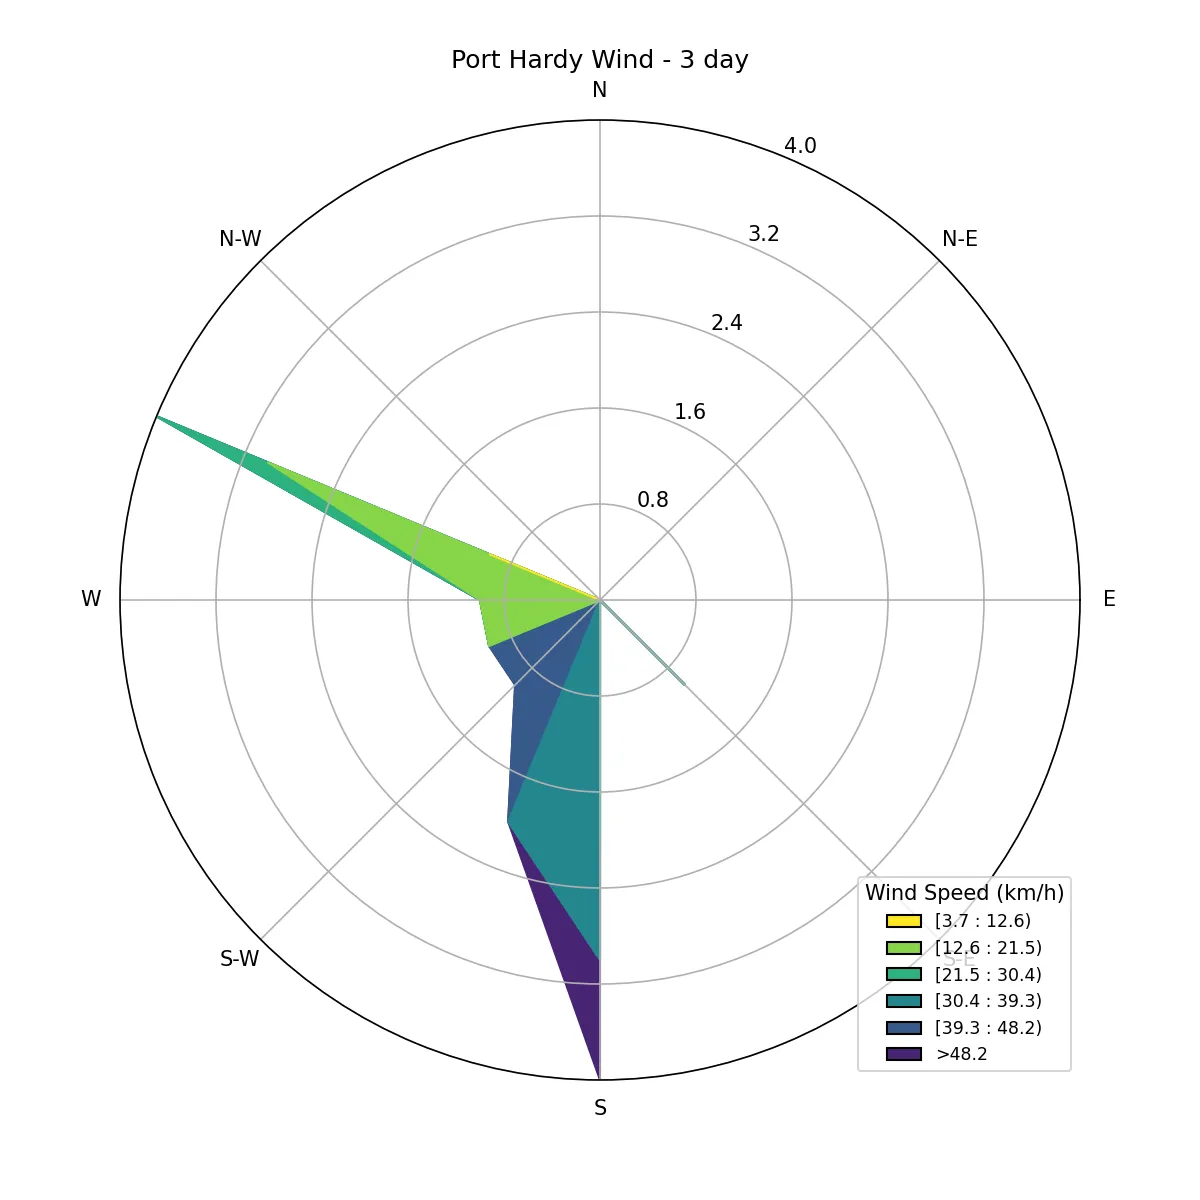 Port Hardy Wind - 3 day
N
4.0
N-W
3.2
N-E
2.4
1.6
0.8
W
E
Wind Speed (km/h)
[3.7 : 12.6)
[12.6 : 21.5)
S-W
S-E
[21.5 : 30.4)
[30.4 : 39.3)
[39.3 : 48.2)
>48.2
S